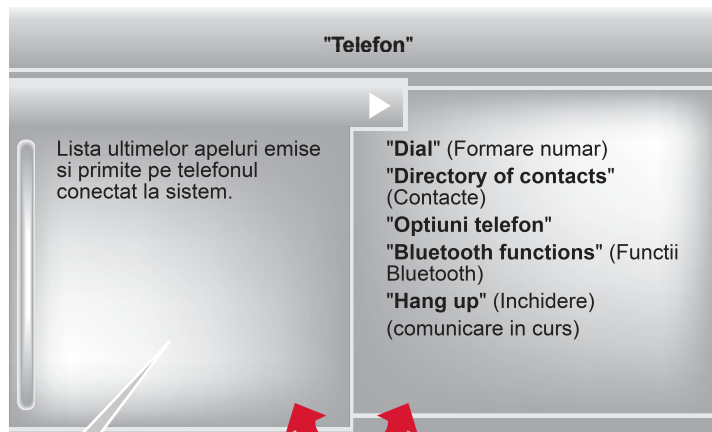 "Telefon"
Lista ultimelor apeluri emise
si primite pe telefonul
conectat la sistem.
"Dial" (Formare numar)
"Directory of contacts"
(Contacte)
"Optiuni telefon"
"Bluetooth functions" (Functii
Bluetooth)
"Hang up" (Inchidere)
(comunicare in curs)